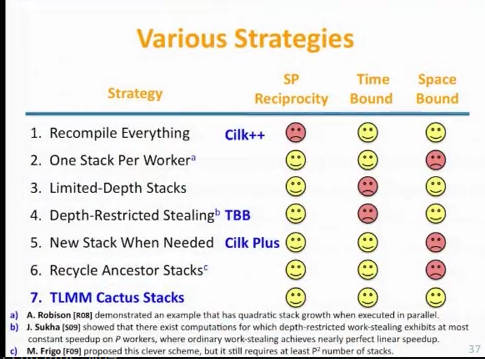 Various Strategies
Strategy SP Reciprocity Time Bound Space Bound
1. Recompile Everything Cilk++
2. One Stack Per Workerᵃ
3. Limited-Depth Stacks
4. Depth-Restricted Stealingᵇ TBB
5. New Stack When Needed Cilk Plus
6. Recycle Ancestor Stacksᶜ
7. TLMM Cactus Stacks
a) A. Robison [R08] demonstrated an example that has quadratic stack growth when executed in parallel.
b) J. Sukha [S09] showed that there exist computations for which depth-restricted work-stealing exhibits at most
constant speedup on P workers, where ordinary work-stealing achieves nearly perfect linear speedup.
c) M. Frigo [F09] proposed this clever scheme, but it still requires at least P² number of stacks.
37